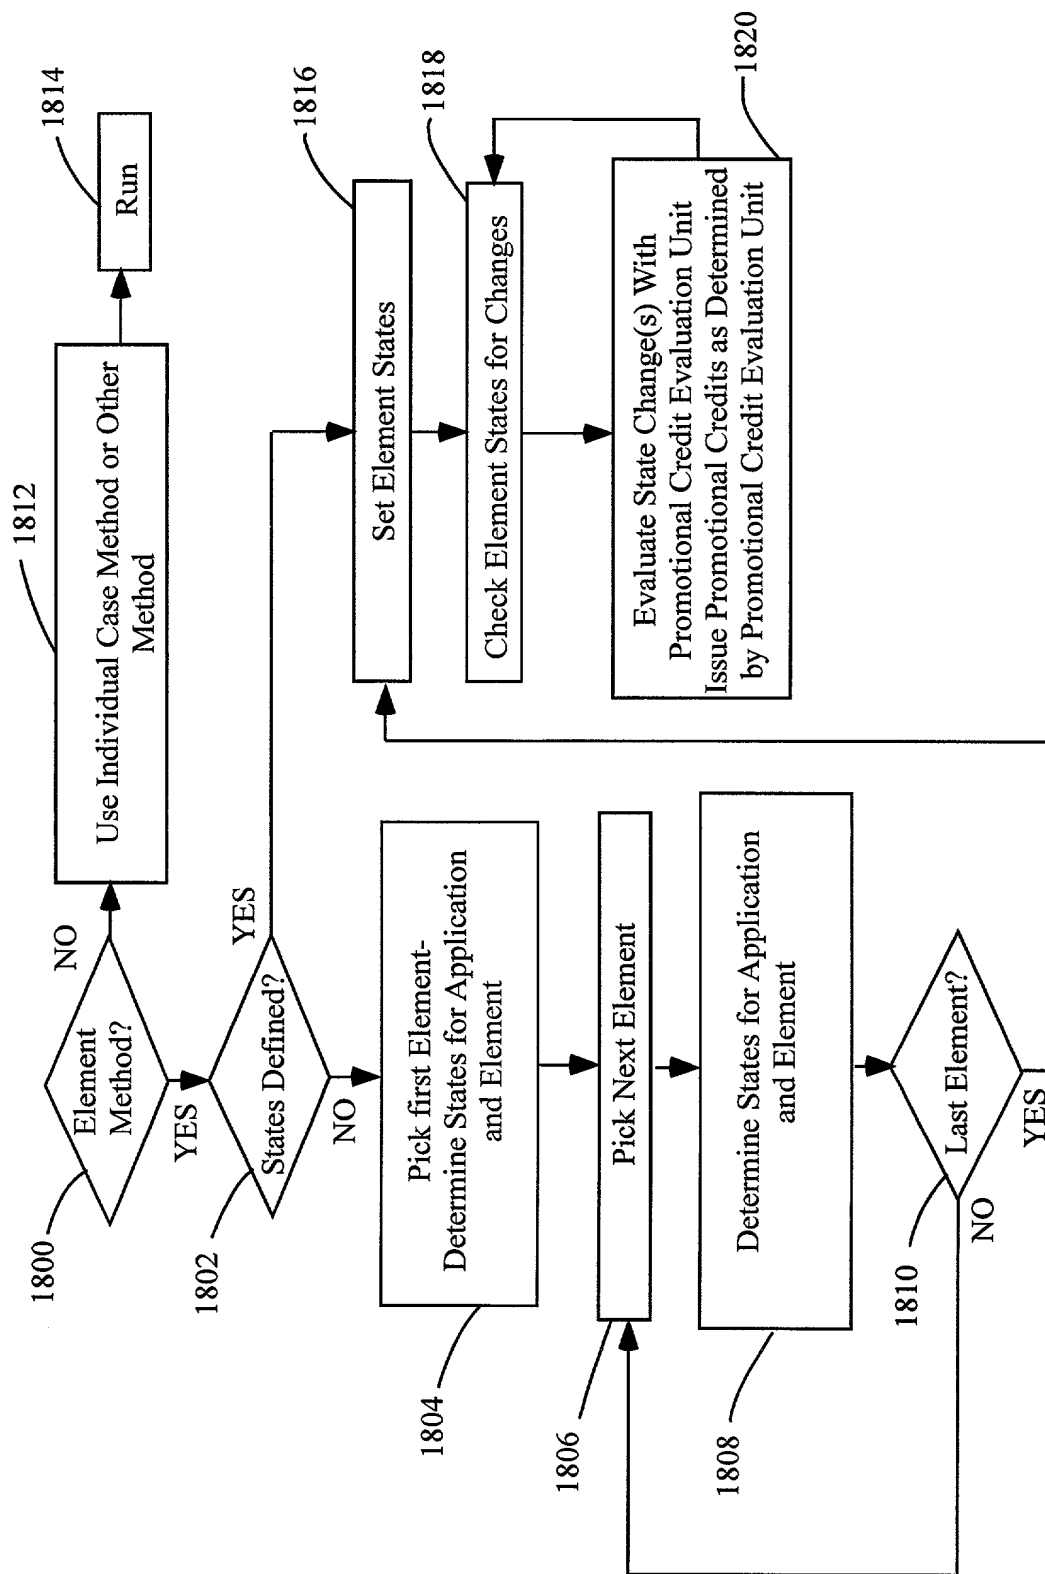 1800
Element
Method?
NO
YES
1812
Use Individual Case Method or Other
Method
1814
Run
1802
States Defined?
YES
NO
1804
Pick first Element-
Determine States for Application
and Element
1806
Pick Next Element
1808
Determine States for Application
and Element
1810
Last Element?
NO
YES
1816
Set Element States
1818
Check Element States for Changes
1820
Evaluate State Change(s) With
Promotional Credit Evaluation Unit
Issue Promotional Credits as Determined
by Promotional Credit Evaluation Unit